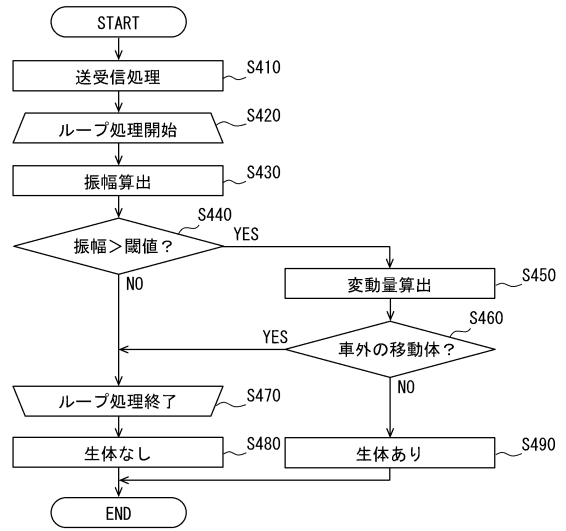 START
送受信処理
S410
ループ処理開始
S420
振幅算出
S430
振幅>閾値?
S440
YES
NO
変動量算出
S450
車外の移動体?
S460
YES
NO
ループ処理終了
S470
生体なし
S480
生体あり
S490
END